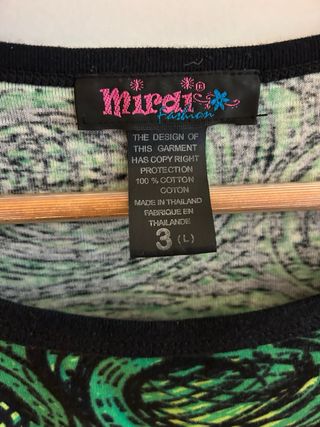 mirai®
Fashion
THE DESIGN OF
THIS GARMENT
HAS COPY RIGHT
PROTECTION
100 % COTTON
COTON
MADE IN THAILAND
FABRIQUE EN
THAILANDE
3 (L)